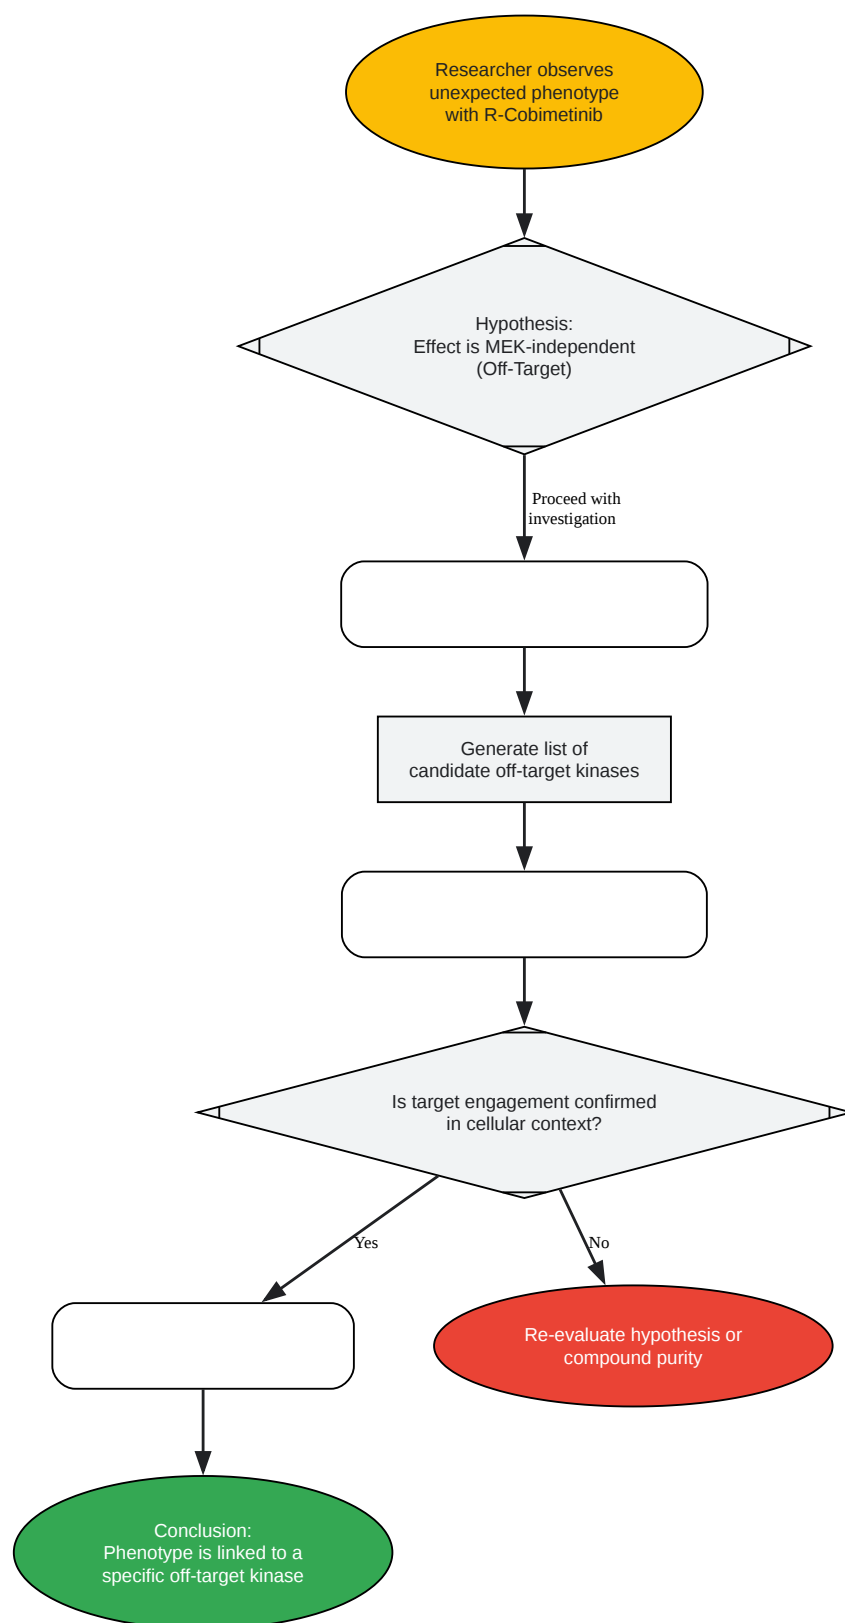 Researcher observes
unexpected phenotype
with R-Cobimetinib
Hypothesis:
Effect is MEK-independent
(Off-Target)
Proceed with
investigation
Generate list of
candidate off-target kinases
Is target engagement confirmed
in cellular context?
Yes
No
Re-evaluate hypothesis or
compound purity
Conclusion:
Phenotype is linked to a
specific off-target kinase